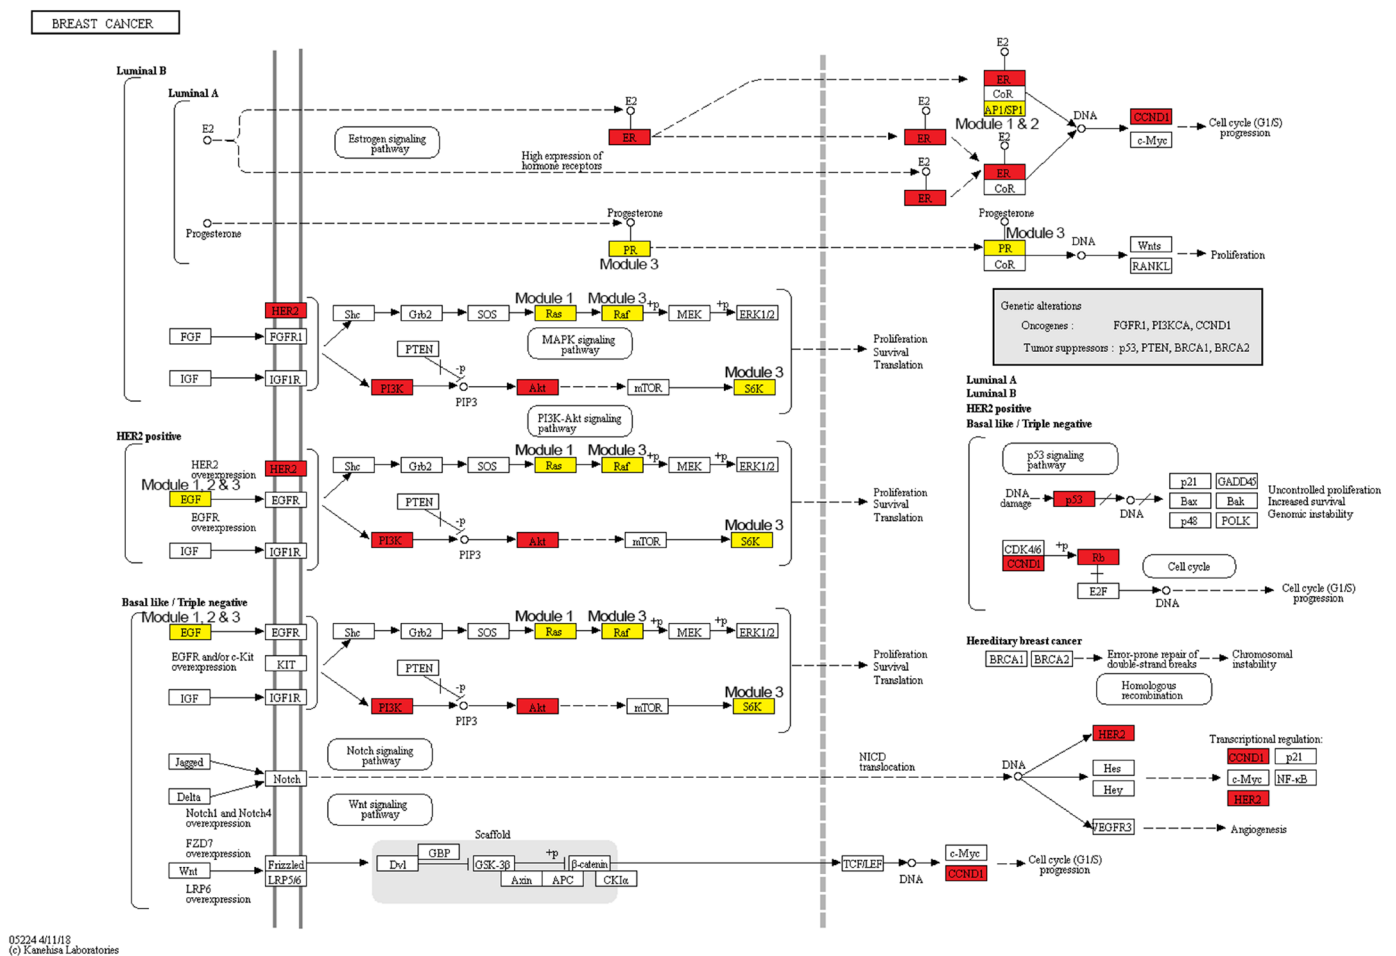 BREAST CANCER
Luminal B
Luminal A
E2
Estrogen signaling
pathway
High expression of
hormone receptors
E2
ER
E2
ER
E2
ER
E2
ER
CoR
AP1/SP1
Module 1 & 2
E2
ER
CoR
DNA
CCND1
c-Myc
Cell cycle (G1/S)
progression
Progesterone
Progesterone
PR
Module 3
Progesterone
Module 3
PR
CoR
DNA
Wnts
RANKL
Proliferation
HER2
FGF
FGFR1
IGF
IGF1R
Shc
Grb2
SOS
Module 1
Ras
Module 3
Raf
+p
MEK
+p
ERK1/2
MAPK signaling
pathway
PTEN
-p
PI3K
PIP3
Akt
mTOR
Module 3
S6K
PI3K-Akt signaling
pathway
Proliferation
Survival
Translation
Genetic alterations
Oncogenes : FGFR1, PI3KCA, CCND1
Tumor suppressors : p53, PTEN, BRCA1, BRCA2
HER2 positive
HER2
overexpression
HER2
Module 1, 2 & 3
EGF
EGFR
EGFR
overexpression
IGF
IGF1R
Shc
Grb2
SOS
Module 1
Ras
Module 3
Raf
+p
MEK
+p
ERK1/2
PTEN
-p
PI3K
PIP3
Akt
mTOR
Module 3
S6K
Proliferation
Survival
Translation
Luminal A
Luminal B
HER2 positive
Basal like / Triple negative
p53 signaling
pathway
DNA
damage
p53
DNA
p21
GADD45
Bax
Bak
p48
POLK
Uncontrolled proliferation
Increased survival
Genomic instability
CDK4/6
CCND1
+p
Rb
E2F
Cell cycle
DNA
Cell cycle (G1/S)
progression
Basal like / Triple negative
Module 1, 2 & 3
EGF
EGFR
EGFR and/or c-Kit
overexpression
KIT
IGF
IGF1R
Shc
Grb2
SOS
Module 1
Ras
Module 3
Raf
+p
MEK
+p
ERK1/2
PTEN
-p
PI3K
PIP3
Akt
mTOR
Module 3
S6K
Proliferation
Survival
Translation
Hereditary breast cancer
BRCA1
BRCA2
Error-prone repair of
double-strand breaks
Chromosomal
instability
Homologous
recombination
Notch signaling
pathway
Jagged
Notch
Delta
Notch1 and Notch4
overexpression
NICD
translocation
DNA
HER2
Hes
Hey
VEGFR3
Transcriptional regulation:
CCND1
p21
c-Myc
NF-κB
HER2
Angiogenesis
Wnt signaling
pathway
FZD7
overexpression
Wnt
LRP6
overexpression
Frizzled
LRP5/6
Scaffold
Dvl
GBP
GSK-3β
+p
β-catenin
Axin
APC
CKIα
TCF/LEF
DNA
c-Myc
CCND1
Cell cycle (G1/S)
progression
05224 4/11/18
(c) Kanehisa Laboratories